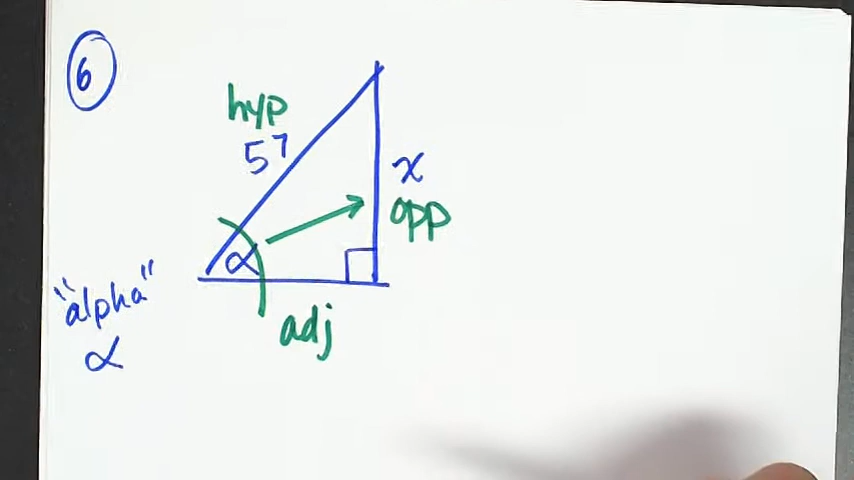 6
hyp
57
x
opp
α
adj
"alpha"
α